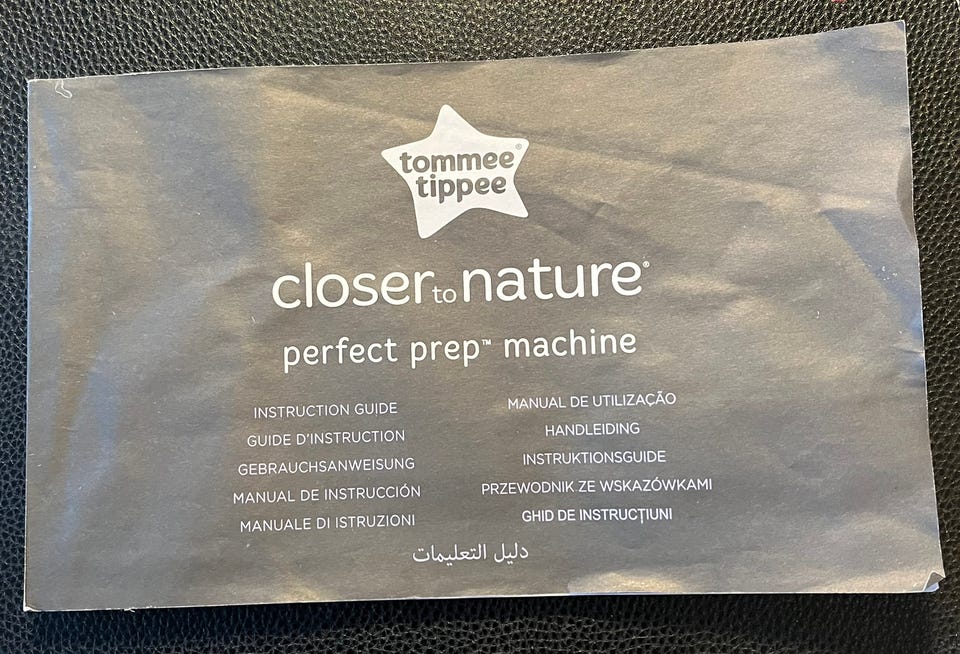 tommee®
tippee
closer to nature®
perfect prep™ machine
INSTRUCTION GUIDE
GUIDE D'INSTRUCTION
GEBRAUCHSANWEISUNG
MANUAL DE INSTRUCCIÓN
MANUALE DI ISTRUZIONI
MANUAL DE UTILIZAÇÃO
HANDLEIDING
INSTRUKTIONSGUIDE
PRZEWODNIK ZE WSKAZÓWKAMI
GHID DE INSTRUCȚIUNI
دليل التعليمات